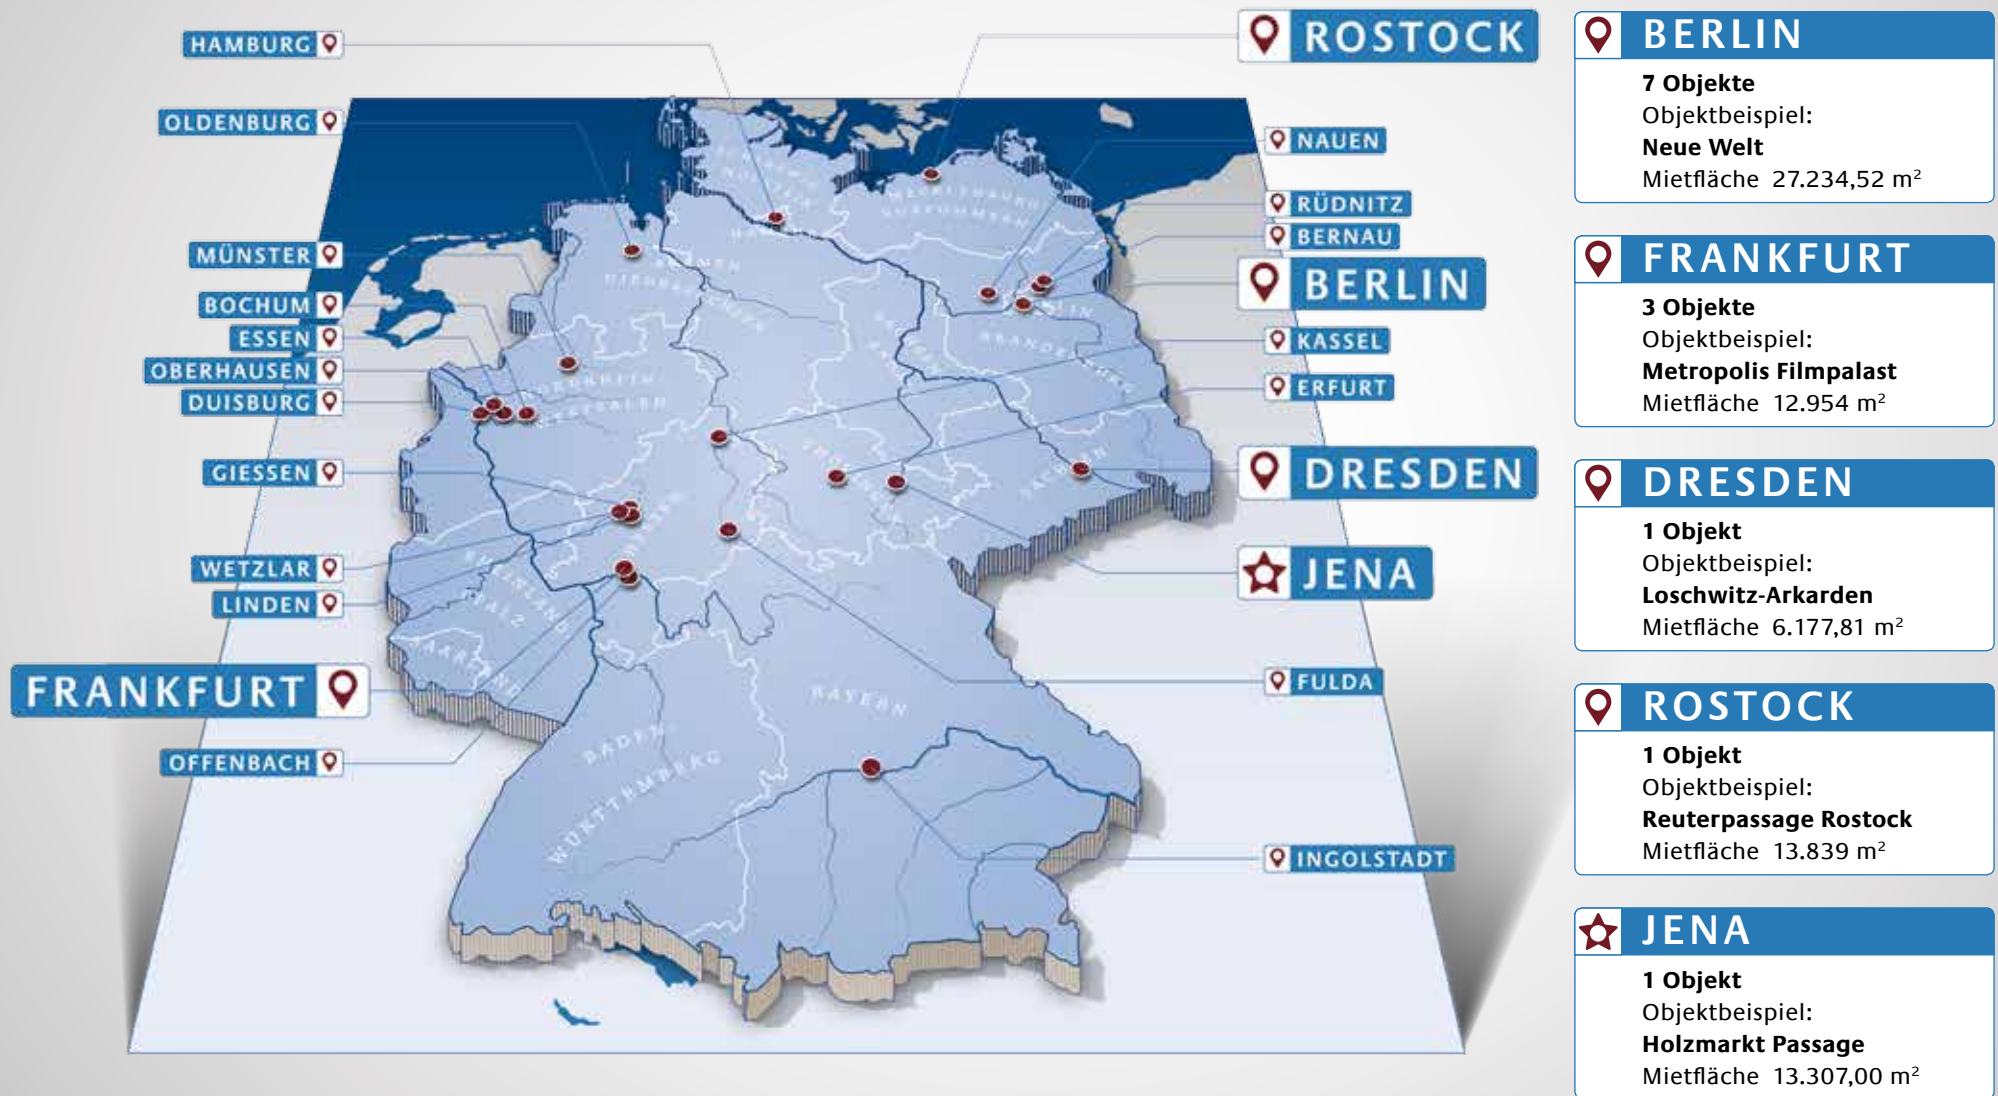 HAMBURG
OLDENBURG
MÜNSTER
BOCHUM
ESSEN
OBERHAUSEN
DUISBURG
GIESSEN
WETZLAR
LINDEN
FRANKFURT
OFFENBACH
ROSTOCK
NAUEN
RÜDNITZ
BERNAU
BERLIN
KASSEL
ERFURT
DRESDEN
JENA
FULDA
INGOLSTADT
BAYERN
BADEN-
WÜRTTEMBERG
BERLIN
7 Objekte
Objektbeispiel:
Neue Welt
Mietfläche 27.234,52 m²
FRANKFURT
3 Objekte
Objektbeispiel:
Metropolis Filmpalast
Mietfläche 12.954 m²
DRESDEN
1 Objekt
Objektbeispiel:
Loschwitz-Arkarden
Mietfläche 6.177,81 m²
ROSTOCK
1 Objekt
Objektbeispiel:
Reuterpassage Rostock
Mietfläche 13.839 m²
JENA
1 Objekt
Objektbeispiel:
Holzmarkt Passage
Mietfläche 13.307,00 m²